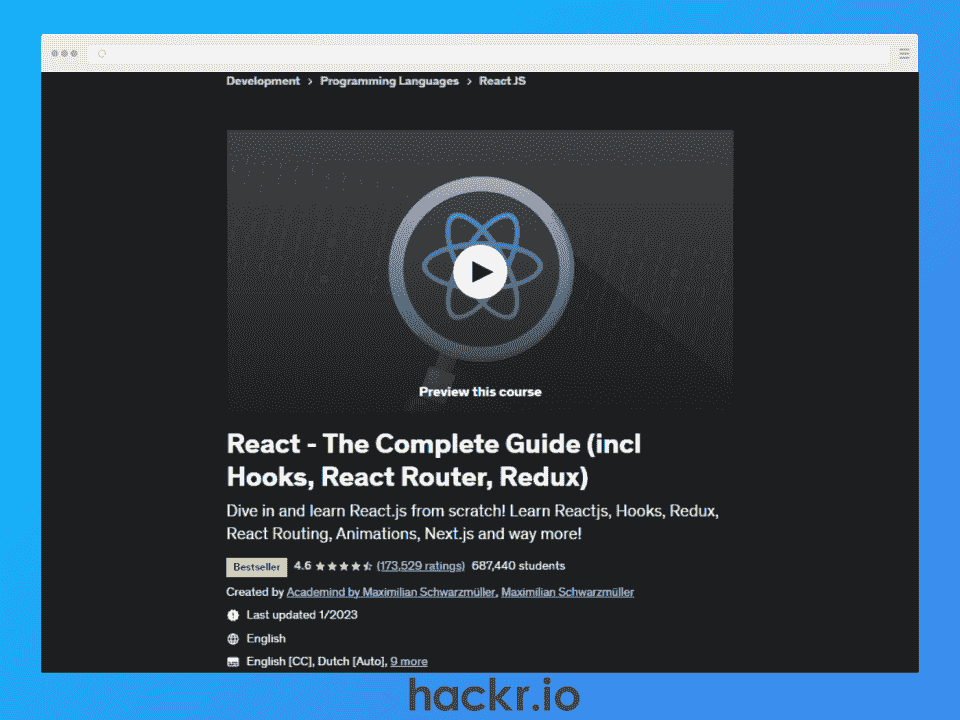 Development > Programming Languages > React JS
Preview this course
React - The Complete Guide (incl
Hooks, React Router, Redux)
Dive in and learn React.js from scratch! Learn Reactjs, Hooks, Redux,
React Routing, Animations, Next.js and way more!
Bestseller 4.6 (173,529 ratings) 687,440 students
Created by Academind by Maximilian Schwarzmüller, Maximilian Schwarzmüller
Last updated 1/2023
English
English [CC], Dutch [Auto], 9 more
hackr.io